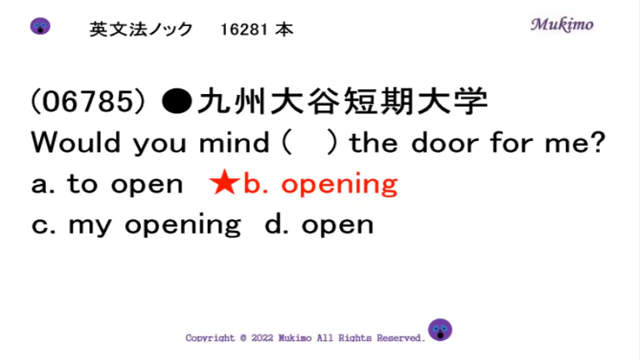 英文法ノック 16281 本
Mukimo
(06785) ●九州大谷短期大学
Would you mind ( ) the door for me?
a. to open ★b. opening
c. my opening d. open
Copyright © 2022 Mukimo All Rights Reserved.